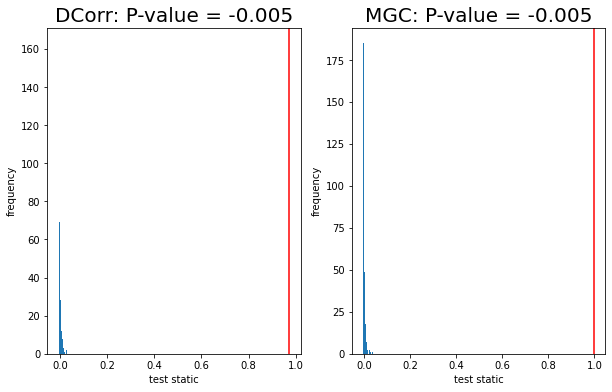 DCorr: P-value = -0.005
160
140
120
100
80
60
40
20
0
frequency
0.0 0.2 0.4 0.6 0.8 1.0
test static
MGC: P-value = -0.005
175
150
125
100
75
50
25
0
frequency
0.0 0.2 0.4 0.6 0.8 1.0
test static